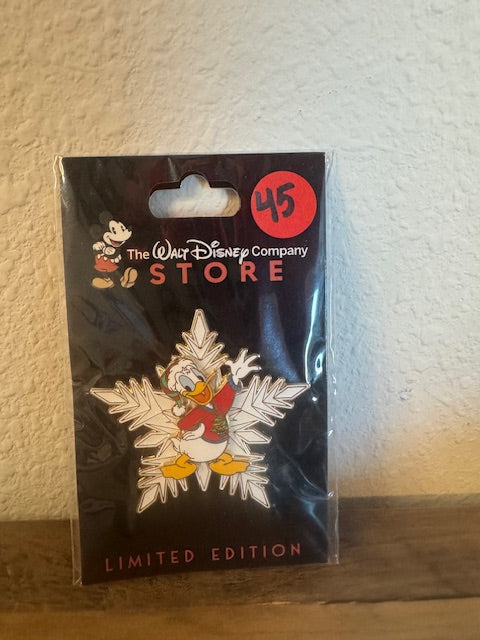 45
The Walt Disney Company
STORE
LIMITED EDITION